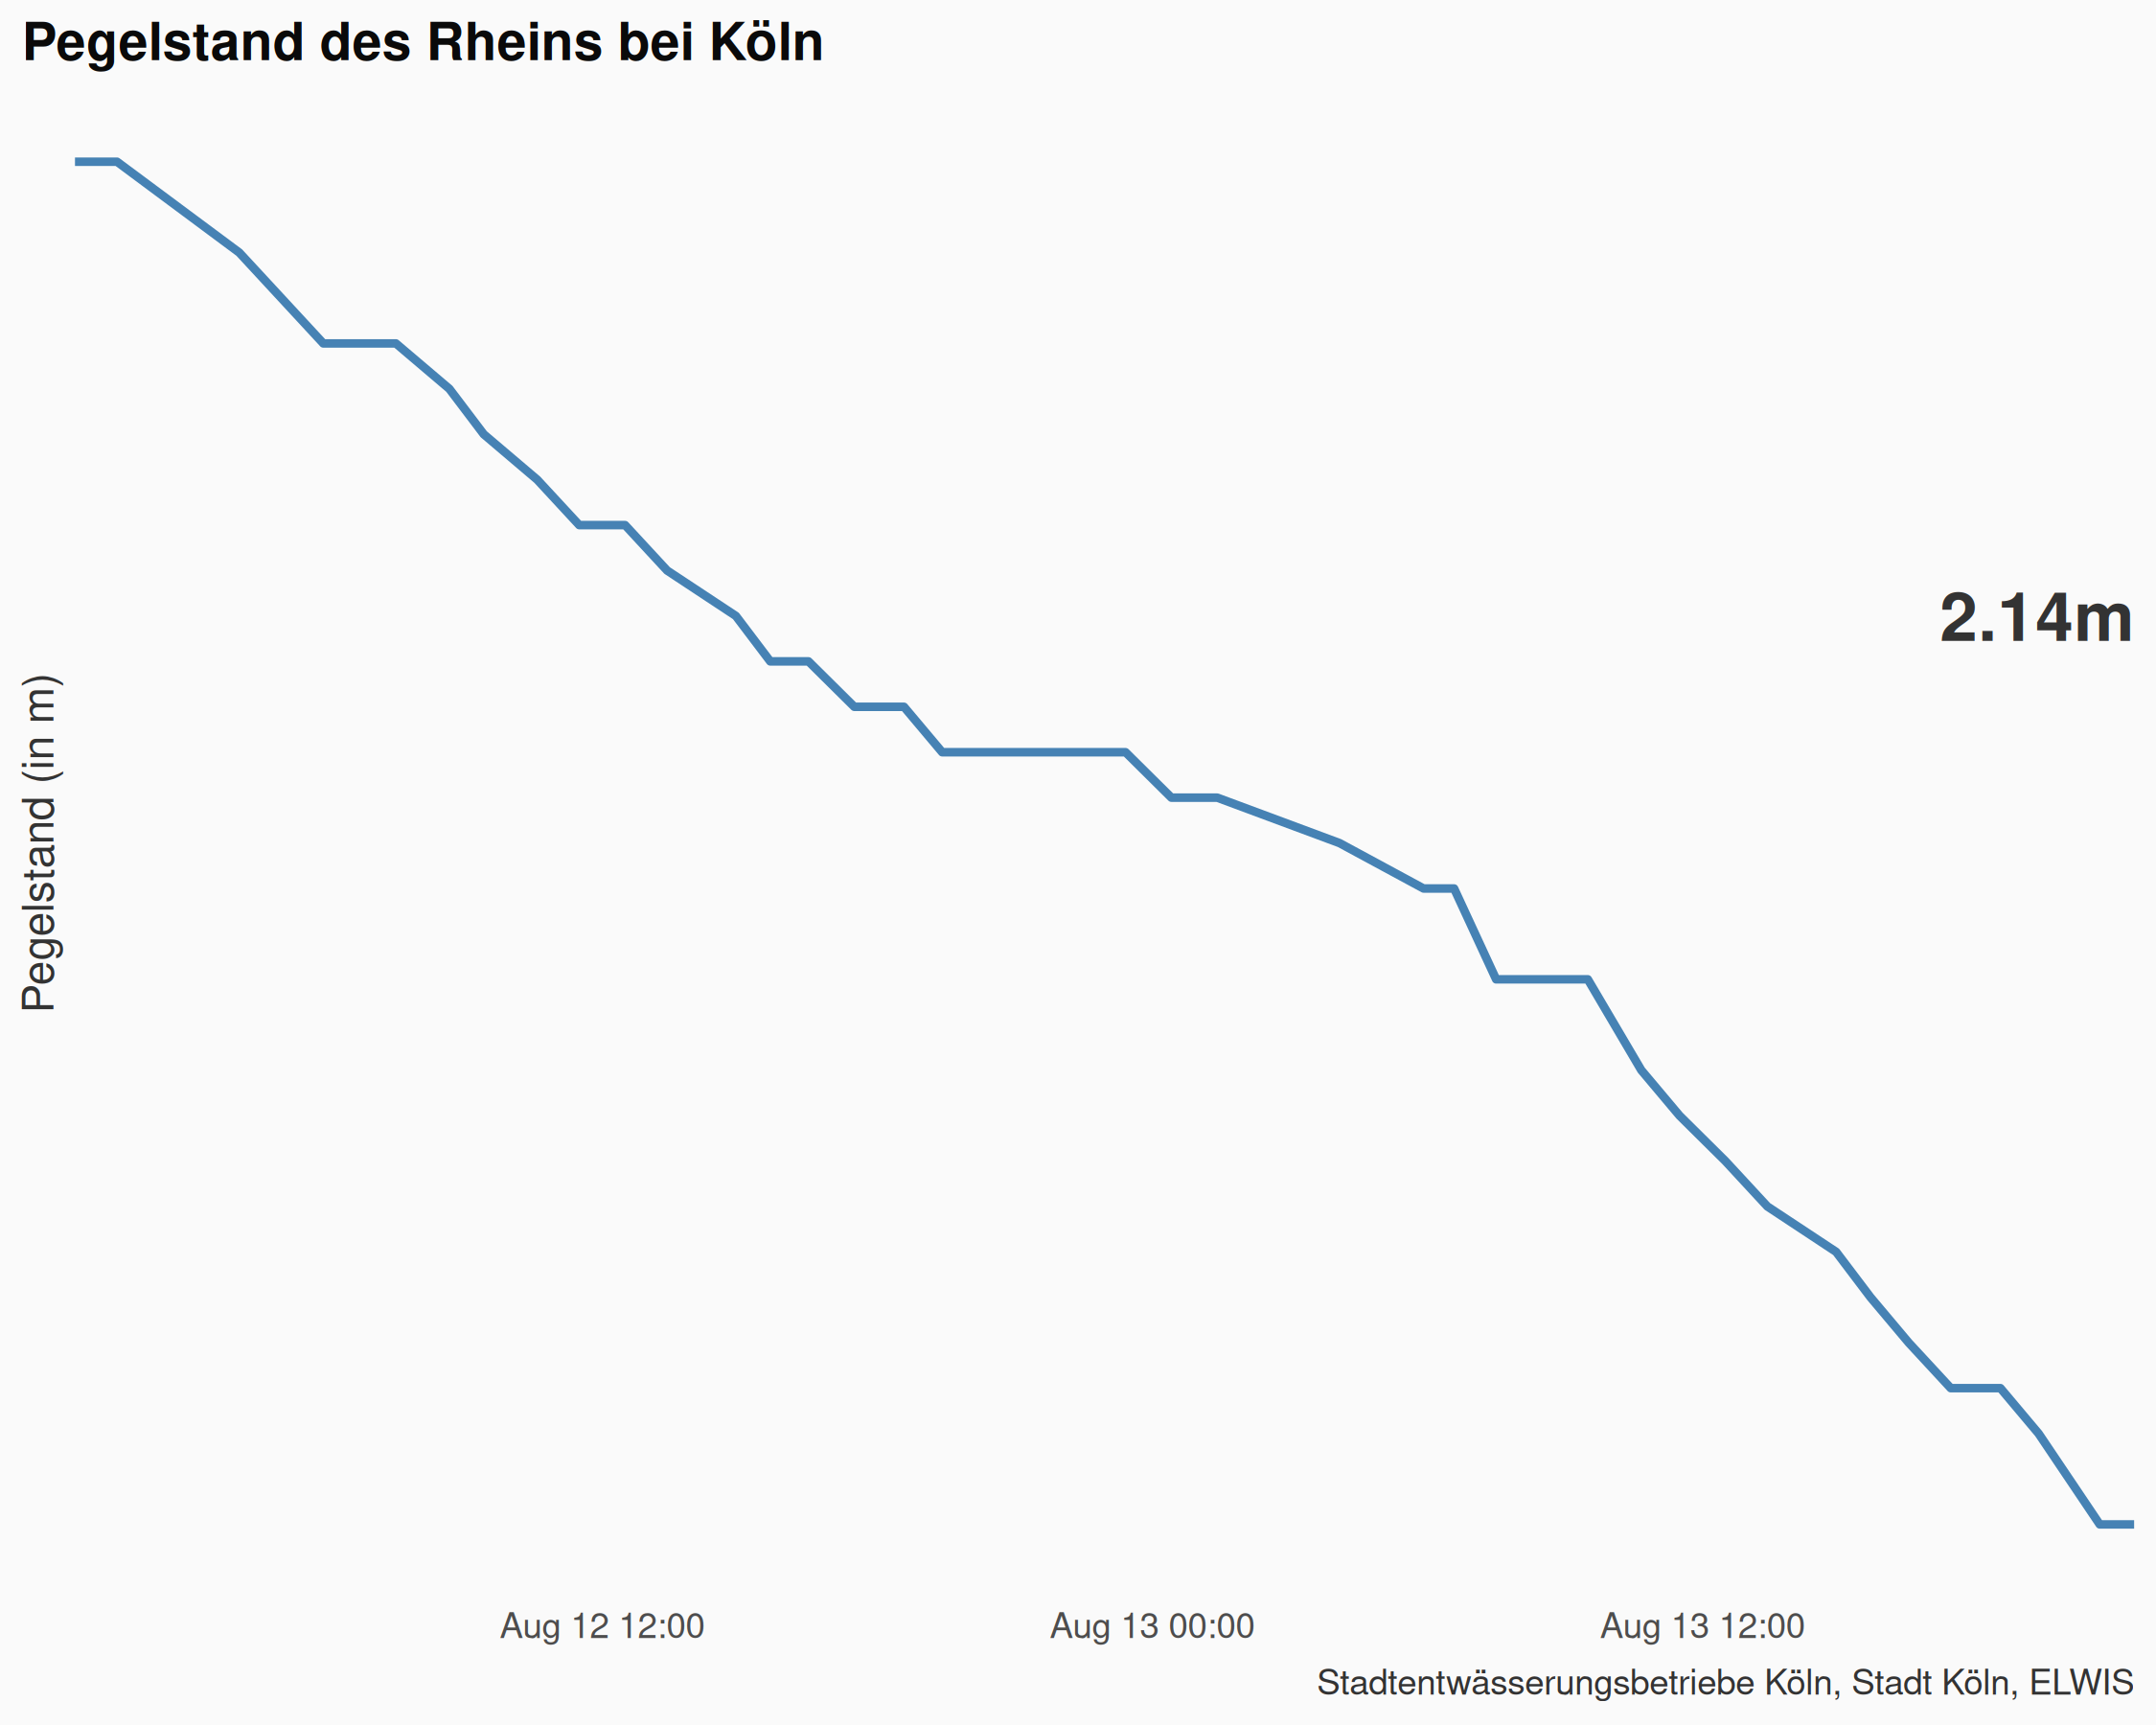 Pegelstand des Rheins bei Köln
2.14m
Pegelstand (in m)
Aug 12 12:00
Aug 13 00:00
Aug 13 12:00
Stadtentwässerungsbetriebe Köln, Stadt Köln, ELWIS